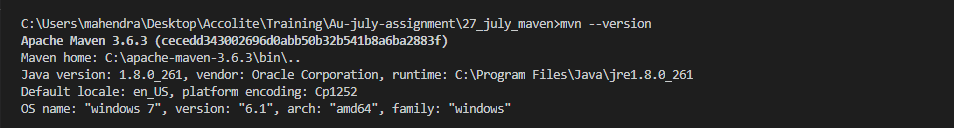 C:\Users\mahendra\Desktop\Accolite\Training\Au-july-assignment\27_july_maven>mvn --version
Apache Maven 3.6.3 (cecedd343002696d0abb50b32b541b8a6ba2883f)
Maven home: C:\apache-maven-3.6.3\bin\..
Java version: 1.8.0_261, vendor: Oracle Corporation, runtime: C:\Program Files\Java\jre1.8.0_261
Default locale: en_US, platform encoding: Cp1252
OS name: "windows 7", version: "6.1", arch: "amd64", family: "windows"